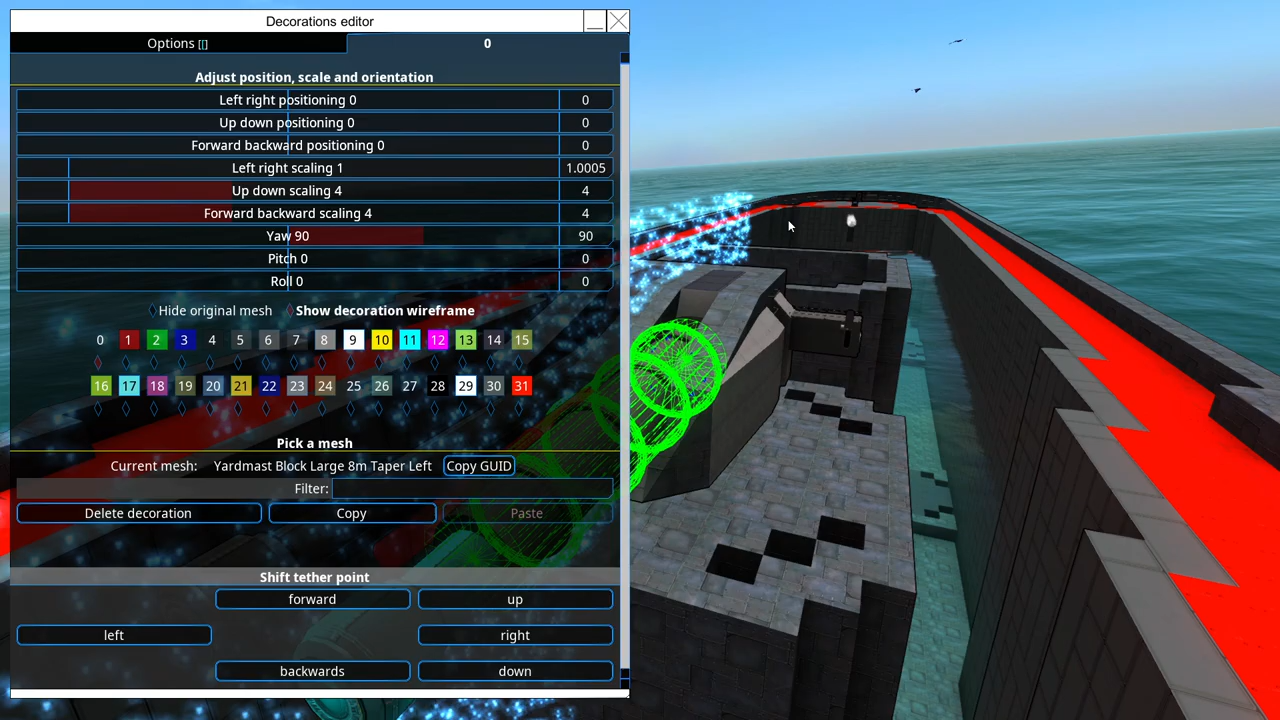 Decorations editor
Options [[]
0
Adjust position, scale and orientation
Left right positioning 0 0
Up down positioning 0 0
Forward backward positioning 0 0
Left right scaling 1 1.0005
Up down scaling 4 4
Forward backward scaling 4 4
Yaw 90 90
Pitch 0 0
Roll 0 0
Hide original mesh Show decoration wireframe
0 1 2 3 4 5 6 7 8 9 10 11 12 13 14 15
16 17 18 19 20 21 22 23 24 25 26 27 28 29 30 31
Pick a mesh
Current mesh: Yardmast Block Large 8m Taper Left Copy GUID
Filter:
Delete decoration Copy Paste
Shift tether point
forward up
left right
backwards down